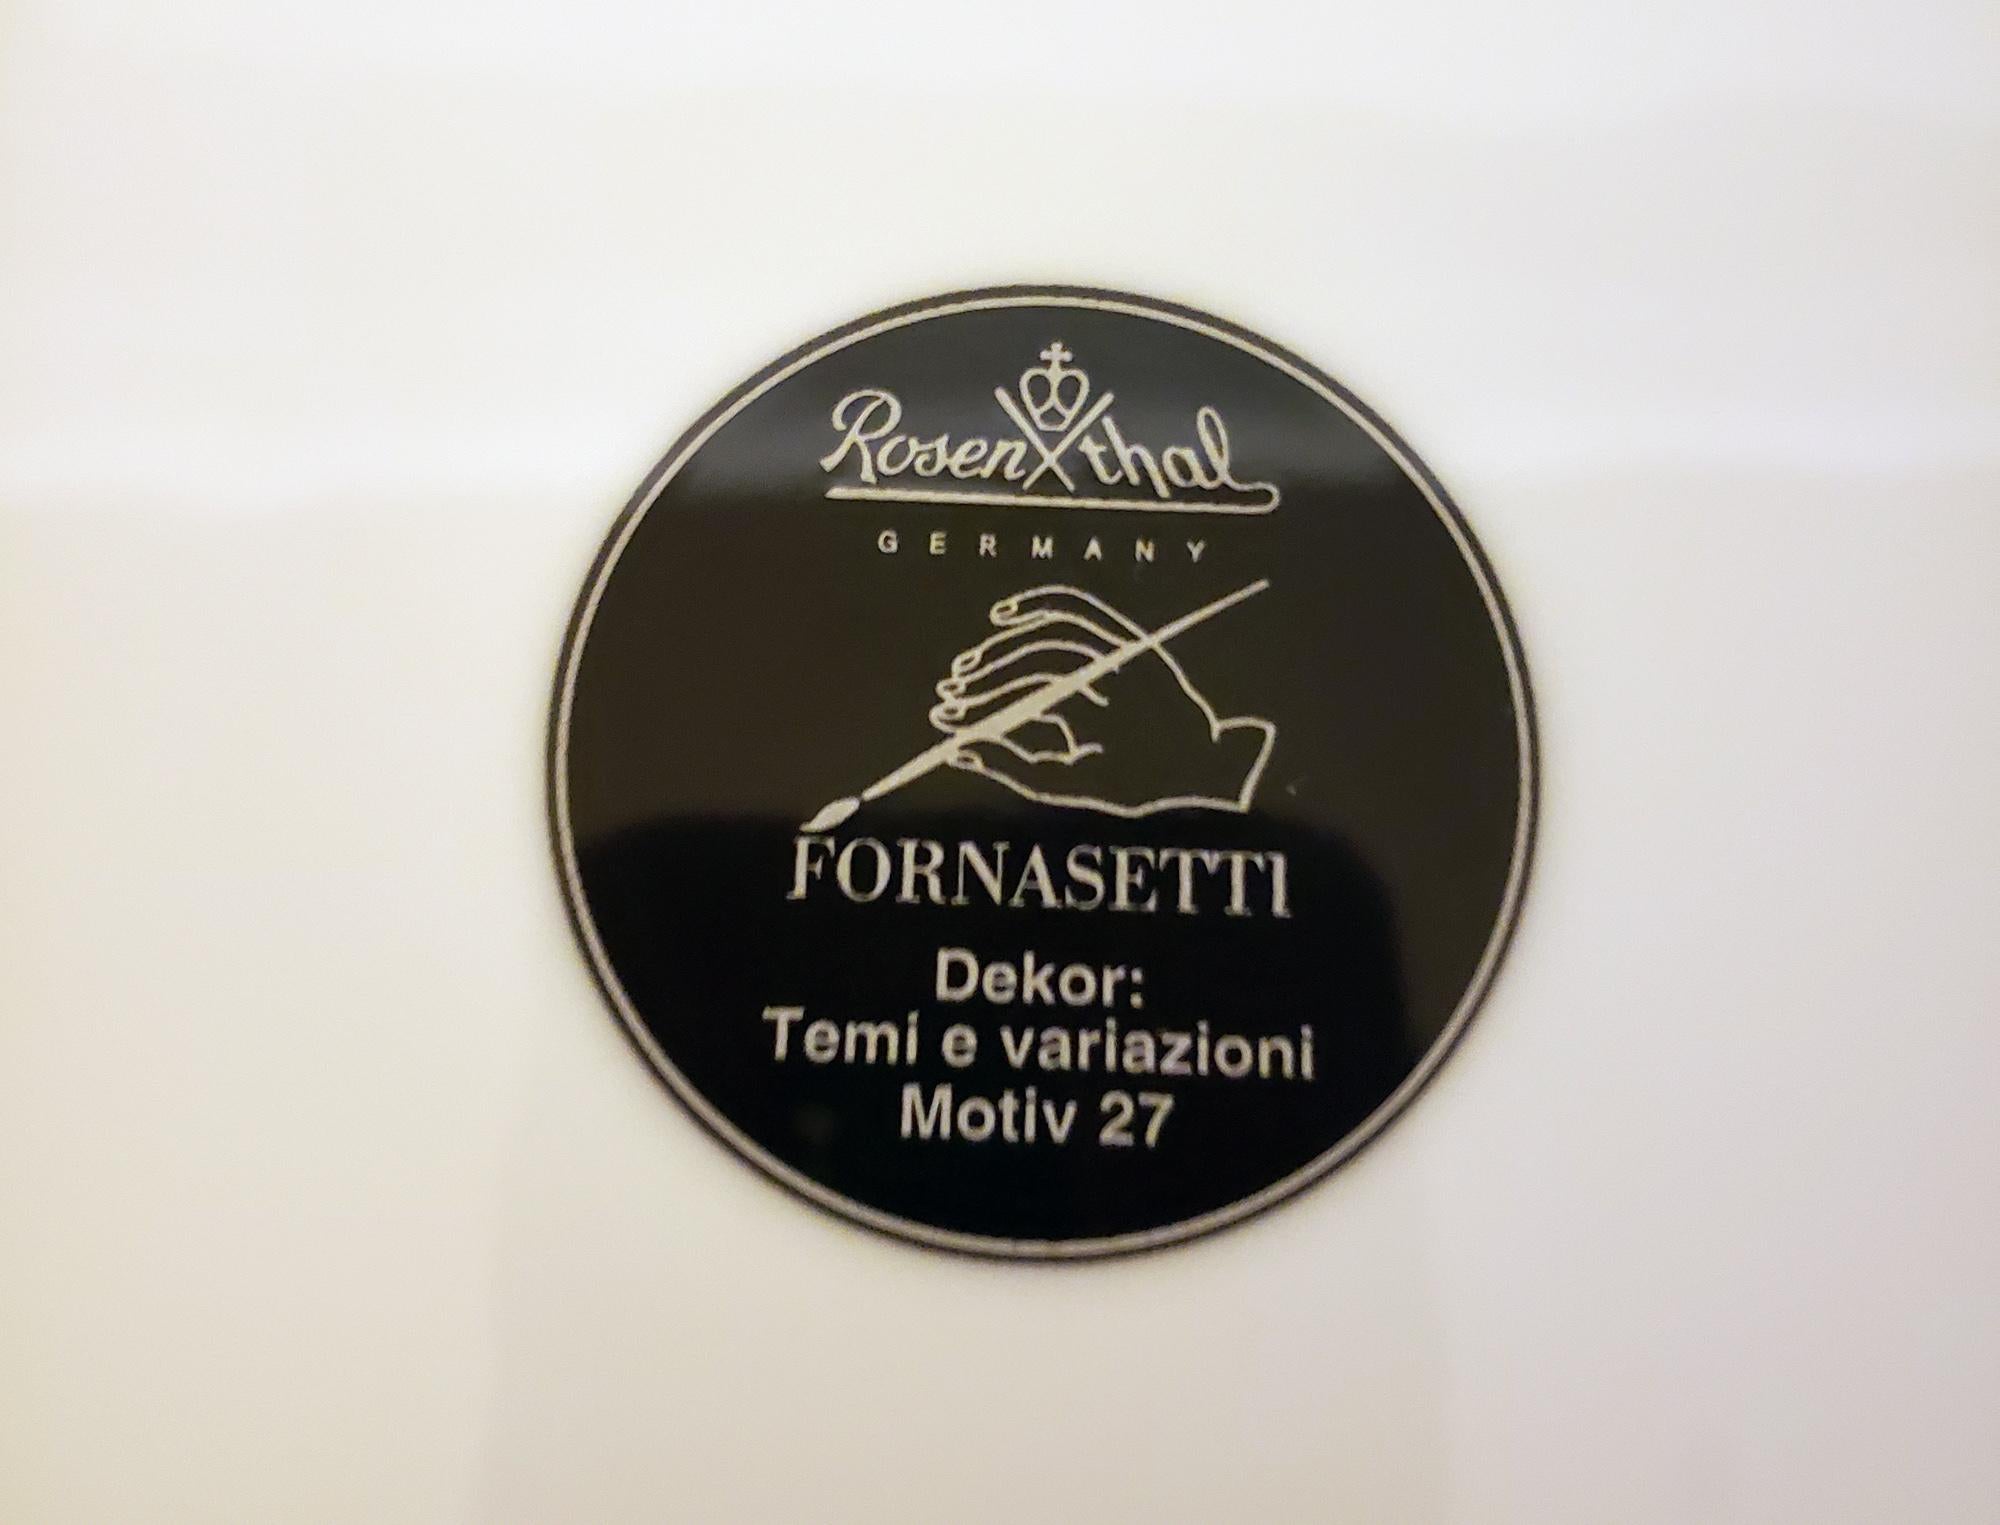 Rosenthal
GERMANY
FORNASETTI
Dekor:
Temi e variazioni
Motiv 27